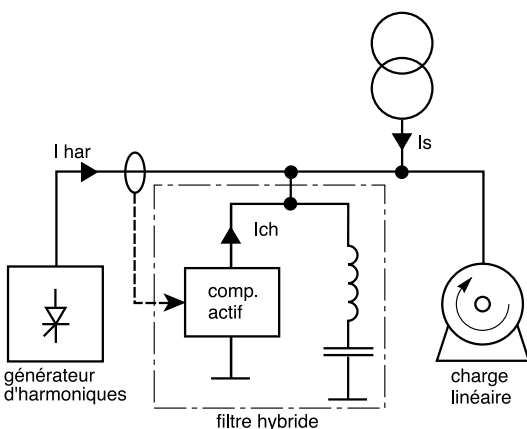 Is
I har
Ich
comp.
actif
générateur
d'harmoniques
charge
linéaire
filtre hybride